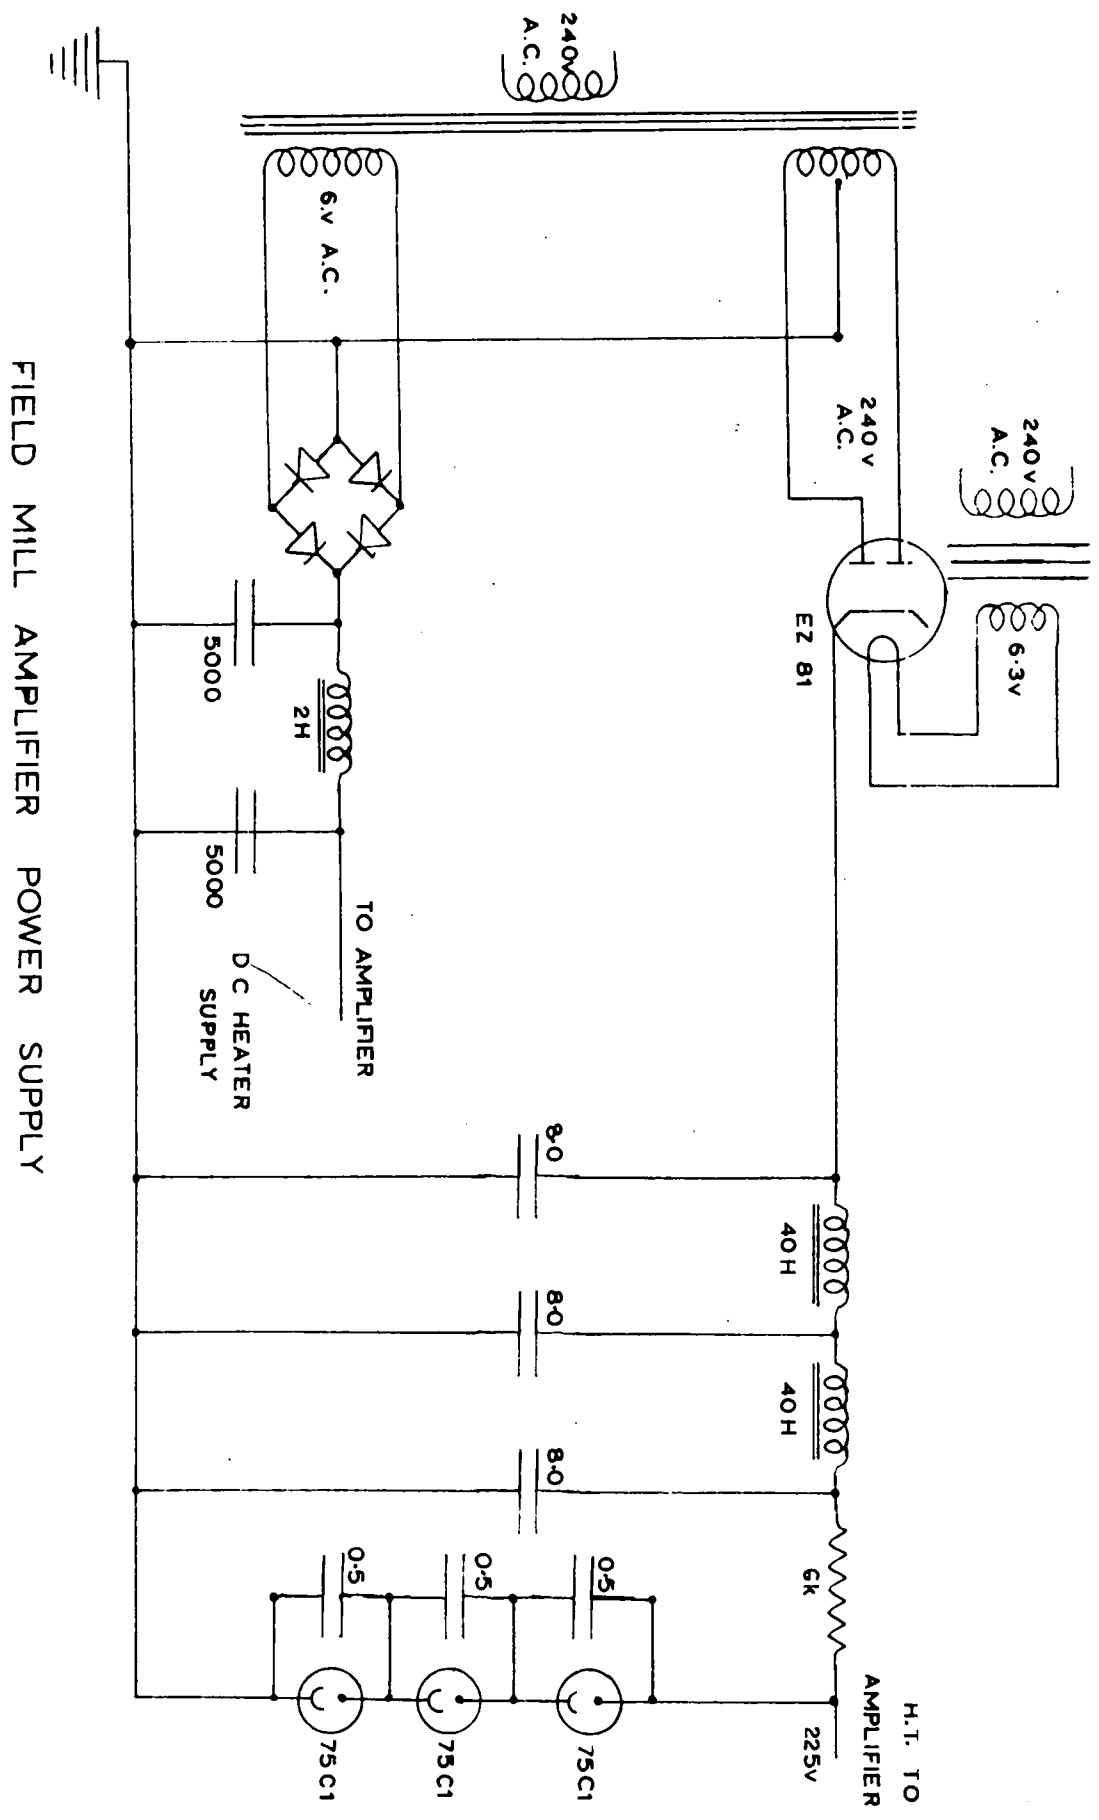 240v
A.C.
6·3v
H.T. TO
AMPLIFIER
240v
A.C.
EZ 81
40H
40H
6k
225v
240v
A.C.
8·0
8·0
8·0
0·5
75C1
0·5
75C1
0·5
75C1
6.v A.C.
TO AMPLIFIER
2H
5000
5000
DC HEATER
SUPPLY
FIELD MILL AMPLIFIER POWER SUPPLY